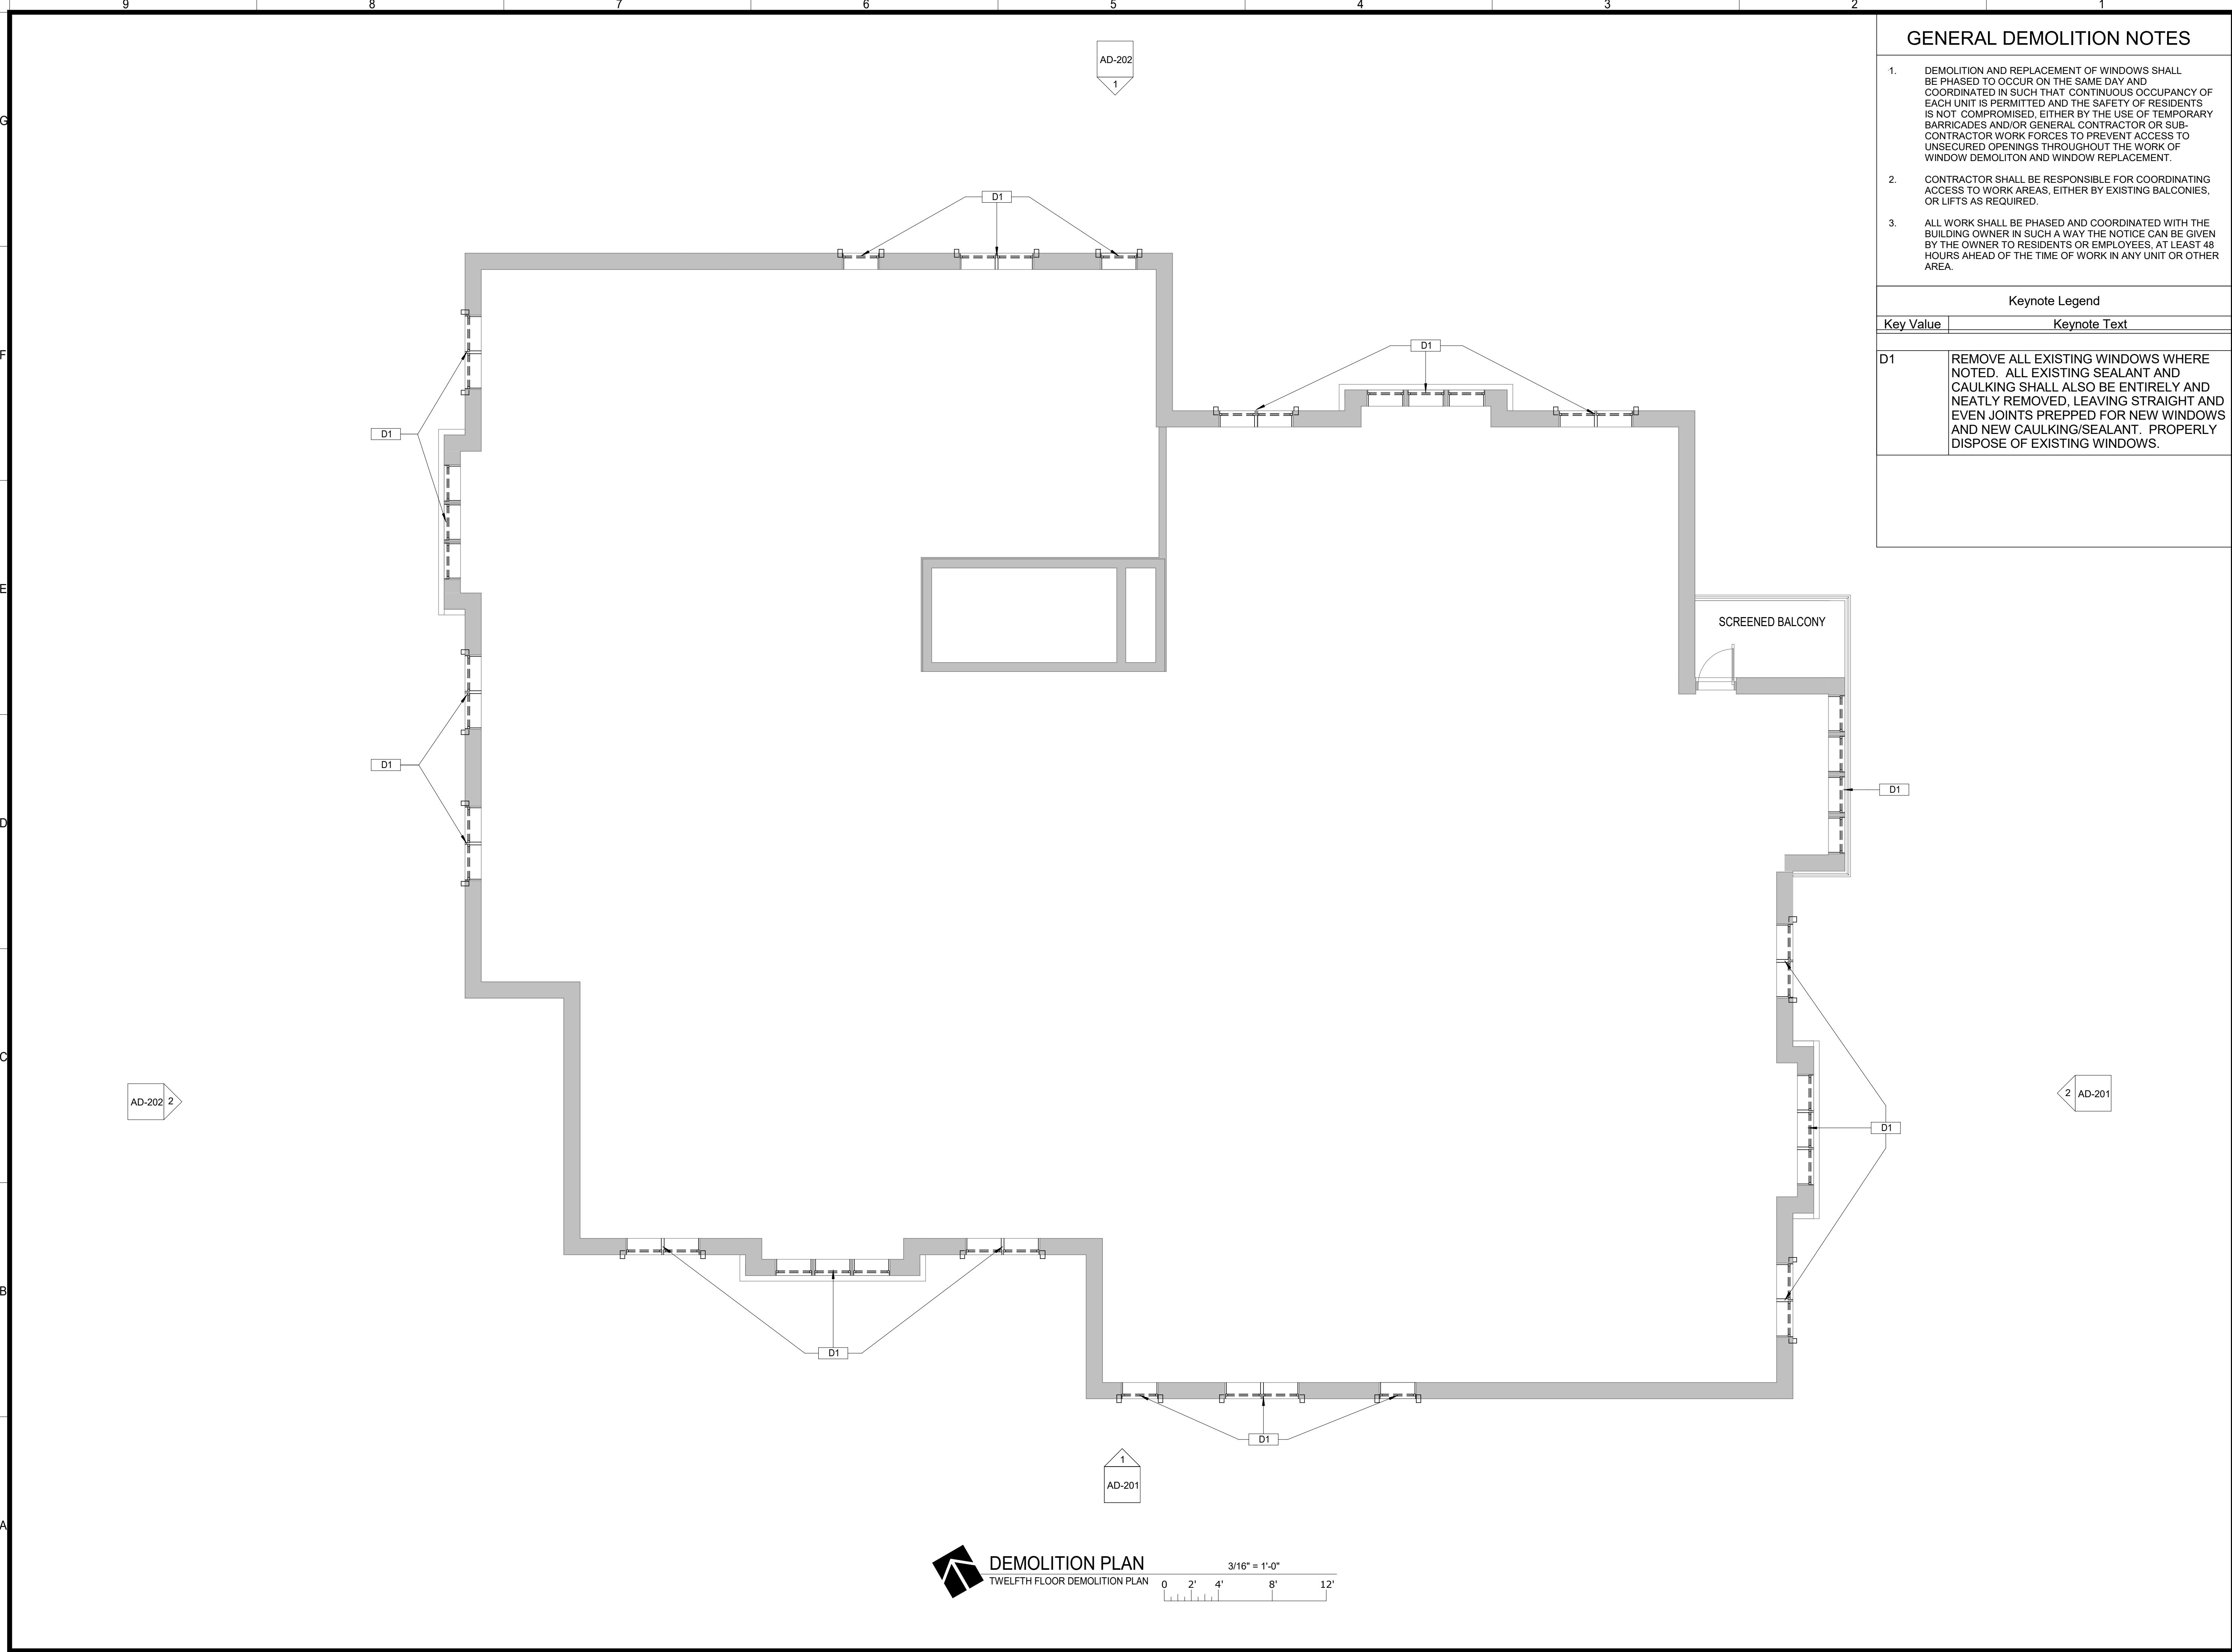 9 8 7 6 5 4 3 2 1
G
F
E
D
C
B
A
GENERAL DEMOLITION NOTES
1. DEMOLITION AND REPLACEMENT OF WINDOWS SHALL
BE PHASED TO OCCUR ON THE SAME DAY AND
COORDINATED IN SUCH THAT CONTINUOUS OCCUPANCY OF
EACH UNIT IS PERMITTED AND THE SAFETY OF RESIDENTS
IS NOT COMPROMISED, EITHER BY THE USE OF TEMPORARY
BARRICADES AND/OR GENERAL CONTRACTOR OR SUB-
CONTRACTOR WORK FORCES TO PREVENT ACCESS TO
UNSECURED OPENINGS THROUGHOUT THE WORK OF
WINDOW DEMOLITON AND WINDOW REPLACEMENT.
2. CONTRACTOR SHALL BE RESPONSIBLE FOR COORDINATING
ACCESS TO WORK AREAS, EITHER BY EXISTING BALCONIES,
OR LIFTS AS REQUIRED.
3. ALL WORK SHALL BE PHASED AND COORDINATED WITH THE
BUILDING OWNER IN SUCH A WAY THE NOTICE CAN BE GIVEN
BY THE OWNER TO RESIDENTS OR EMPLOYEES, AT LEAST 48
HOURS AHEAD OF THE TIME OF WORK IN ANY UNIT OR OTHER
AREA.
Keynote Legend
Key Value Keynote Text
D1 REMOVE ALL EXISTING WINDOWS WHERE
NOTED. ALL EXISTING SEALANT AND
CAULKING SHALL ALSO BE ENTIRELY AND
NEATLY REMOVED, LEAVING STRAIGHT AND
EVEN JOINTS PREPPED FOR NEW WINDOWS
AND NEW CAULKING/SEALANT. PROPERLY
DISPOSE OF EXISTING WINDOWS.
AD-202
1
D1
D1
D1
SCREENED BALCONY
D1
D1
2 AD-201
AD-202 2
D1
D1
D1
1
AD-201
DEMOLITION PLAN
3/16" = 1'-0"
TWELFTH FLOOR DEMOLITION PLAN
0 2' 4' 8' 12'